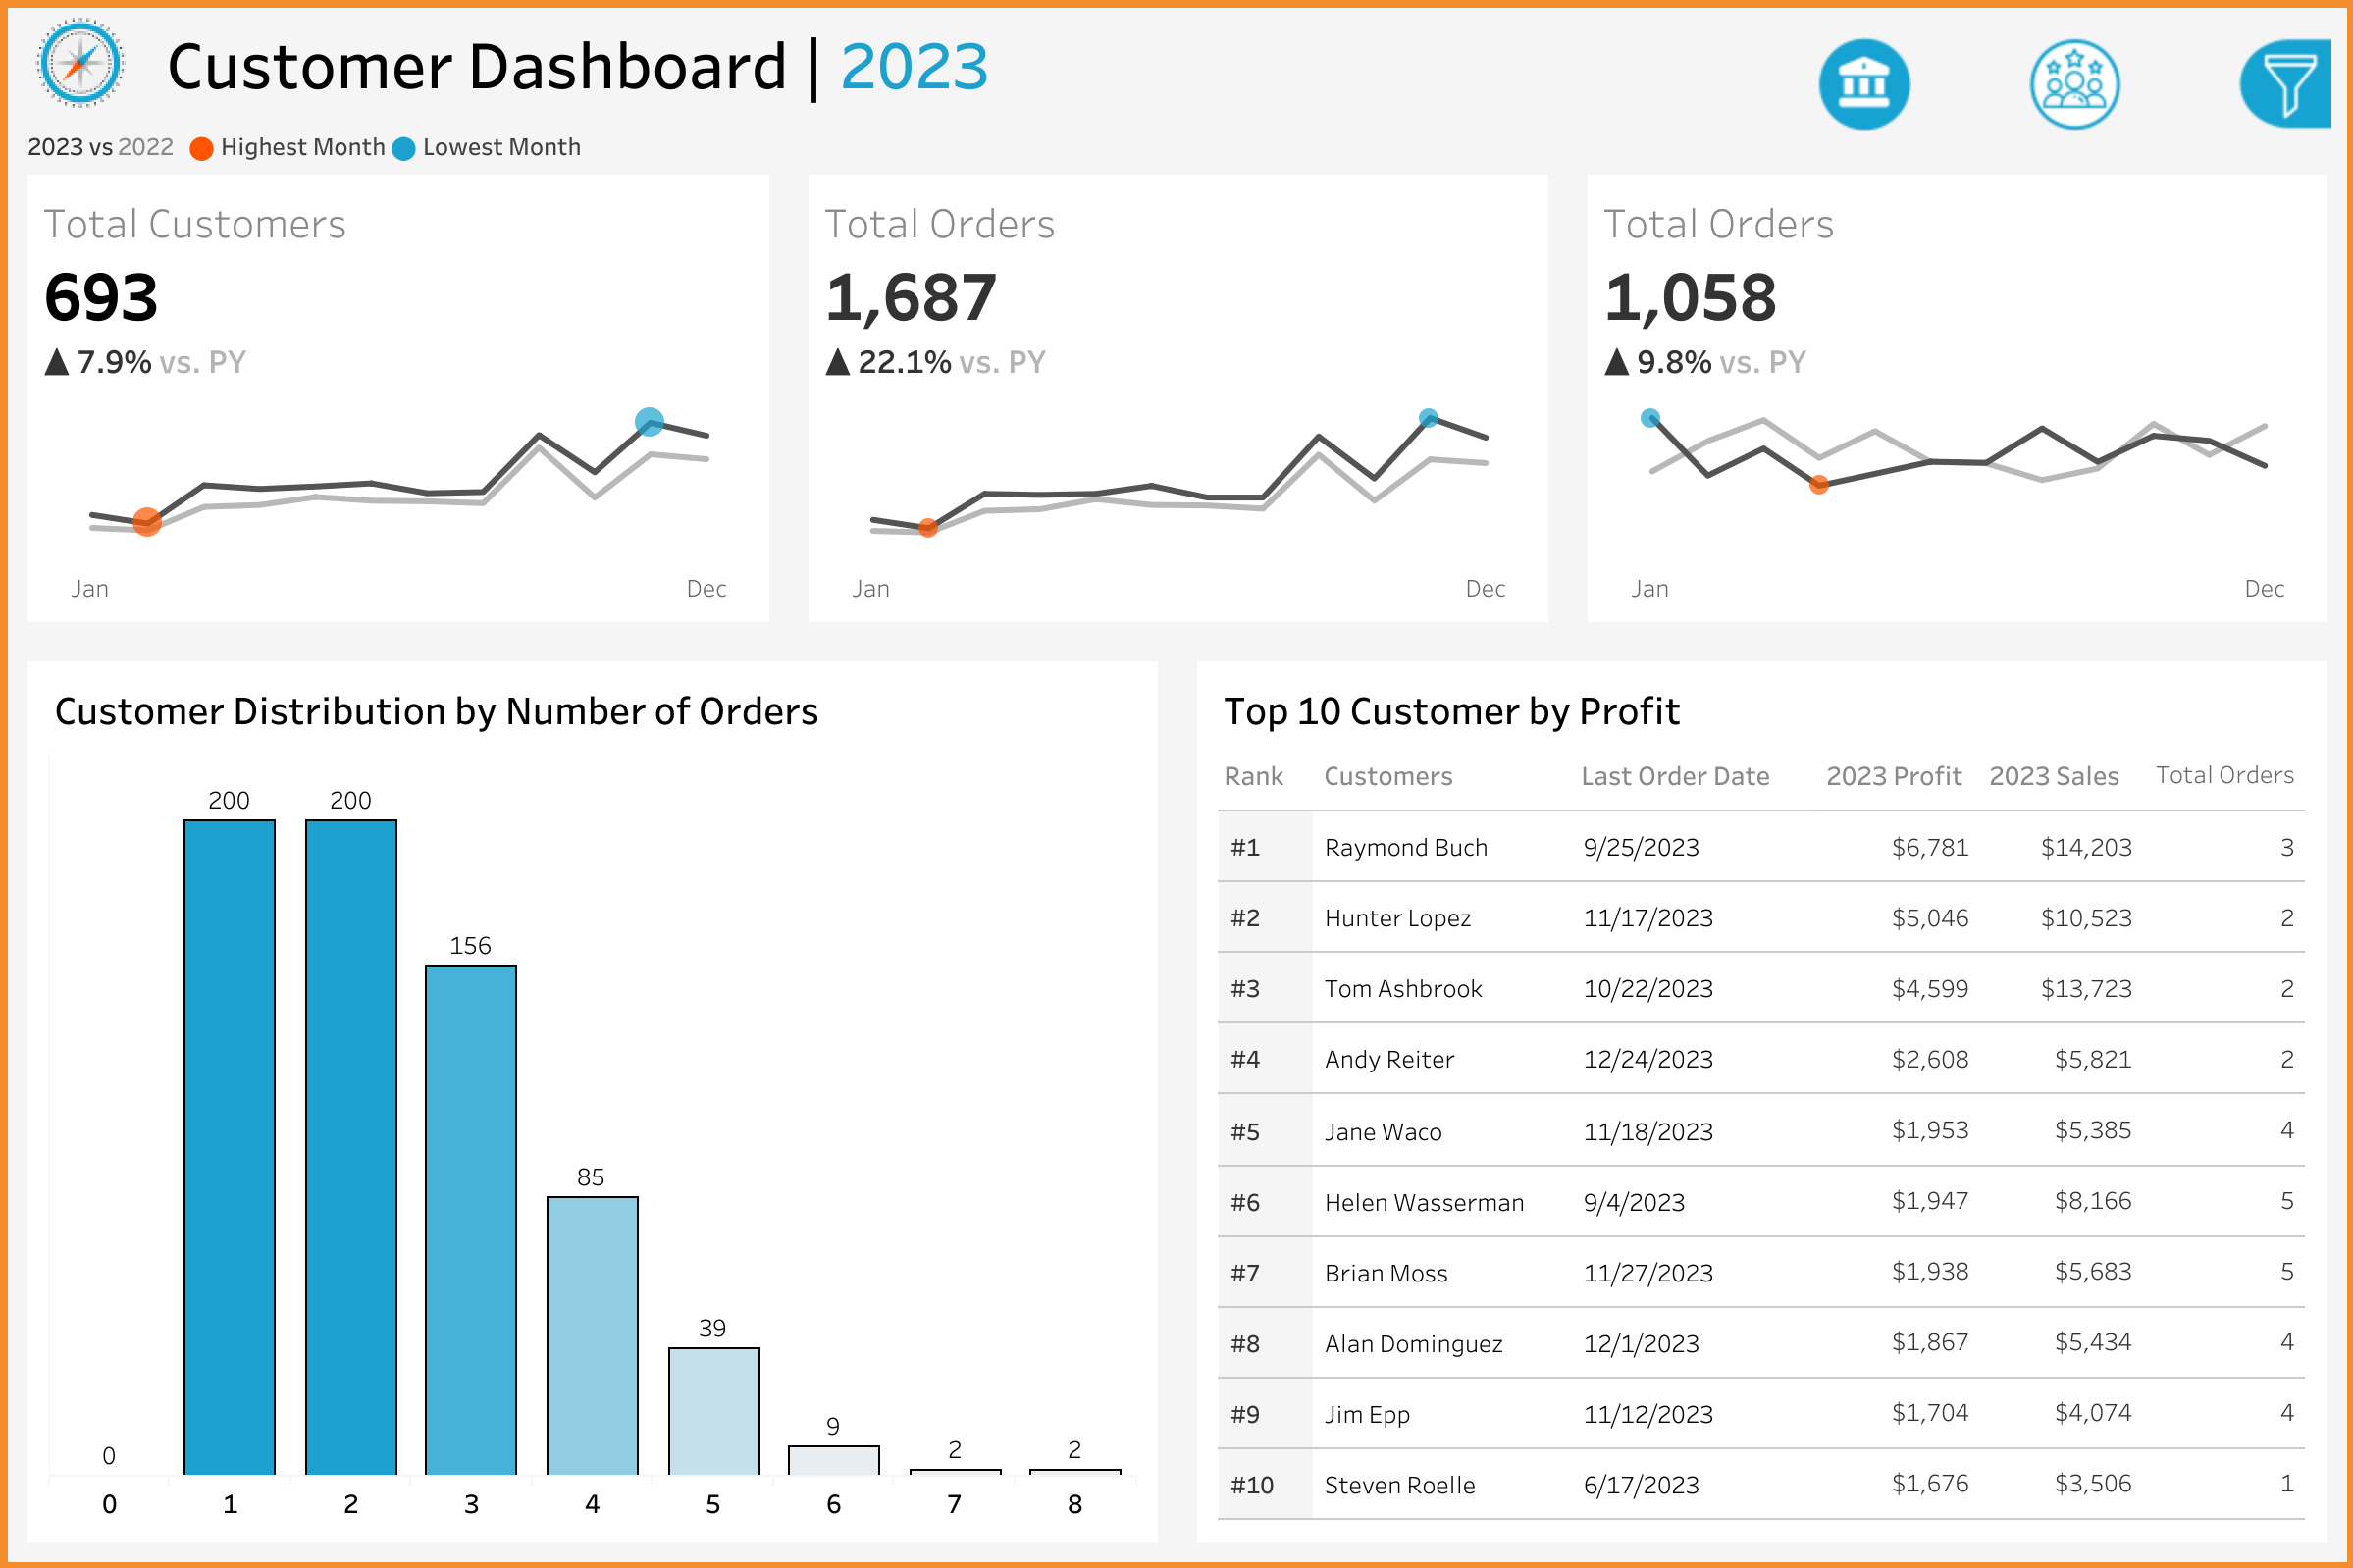 Customer Dashboard | 2023
2023 vs 2022 Highest Month Lowest Month
Total Customers
693
▲ 7.9% vs. PY
Jan Dec
Total Orders
1,687
▲ 22.1% vs. PY
Jan Dec
Total Orders
1,058
▲ 9.8% vs. PY
Jan Dec
Customer Distribution by Number of Orders
0 200 200 156 85 39 9 2 2
0 1 2 3 4 5 6 7 8
Top 10 Customer by Profit
Rank Customers Last Order Date 2023 Profit 2023 Sales Total Orders
#1 Raymond Buch 9/25/2023 $6,781 $14,203 3
#2 Hunter Lopez 11/17/2023 $5,046 $10,523 2
#3 Tom Ashbrook 10/22/2023 $4,599 $13,723 2
#4 Andy Reiter 12/24/2023 $2,608 $5,821 2
#5 Jane Waco 11/18/2023 $1,953 $5,385 4
#6 Helen Wasserman 9/4/2023 $1,947 $8,166 5
#7 Brian Moss 11/27/2023 $1,938 $5,683 5
#8 Alan Dominguez 12/1/2023 $1,867 $5,434 4
#9 Jim Epp 11/12/2023 $1,704 $4,074 4
#10 Steven Roelle 6/17/2023 $1,676 $3,506 1